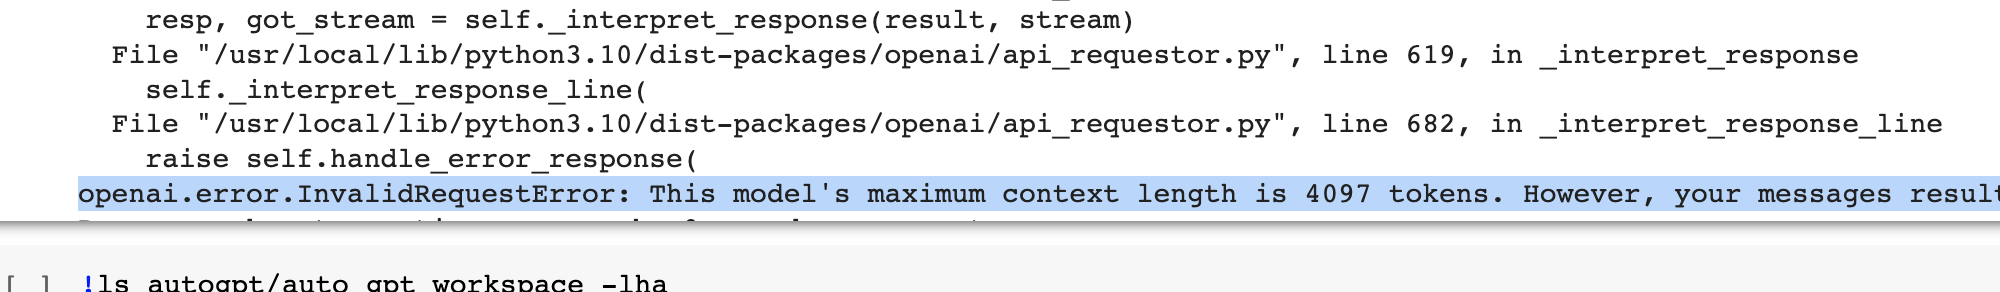 resp, got_stream = self._interpret_response(result, stream)
File "/usr/local/lib/python3.10/dist-packages/openai/api_requestor.py", line 619, in _interpret_response
self._interpret_response_line(
File "/usr/local/lib/python3.10/dist-packages/openai/api_requestor.py", line 682, in _interpret_response_line
raise self.handle_error_response(
openai.error.InvalidRequestError: This model's maximum context length is 4097 tokens. However, your messages result
[ ] !ls autogpt/auto_gpt_workspace -lha